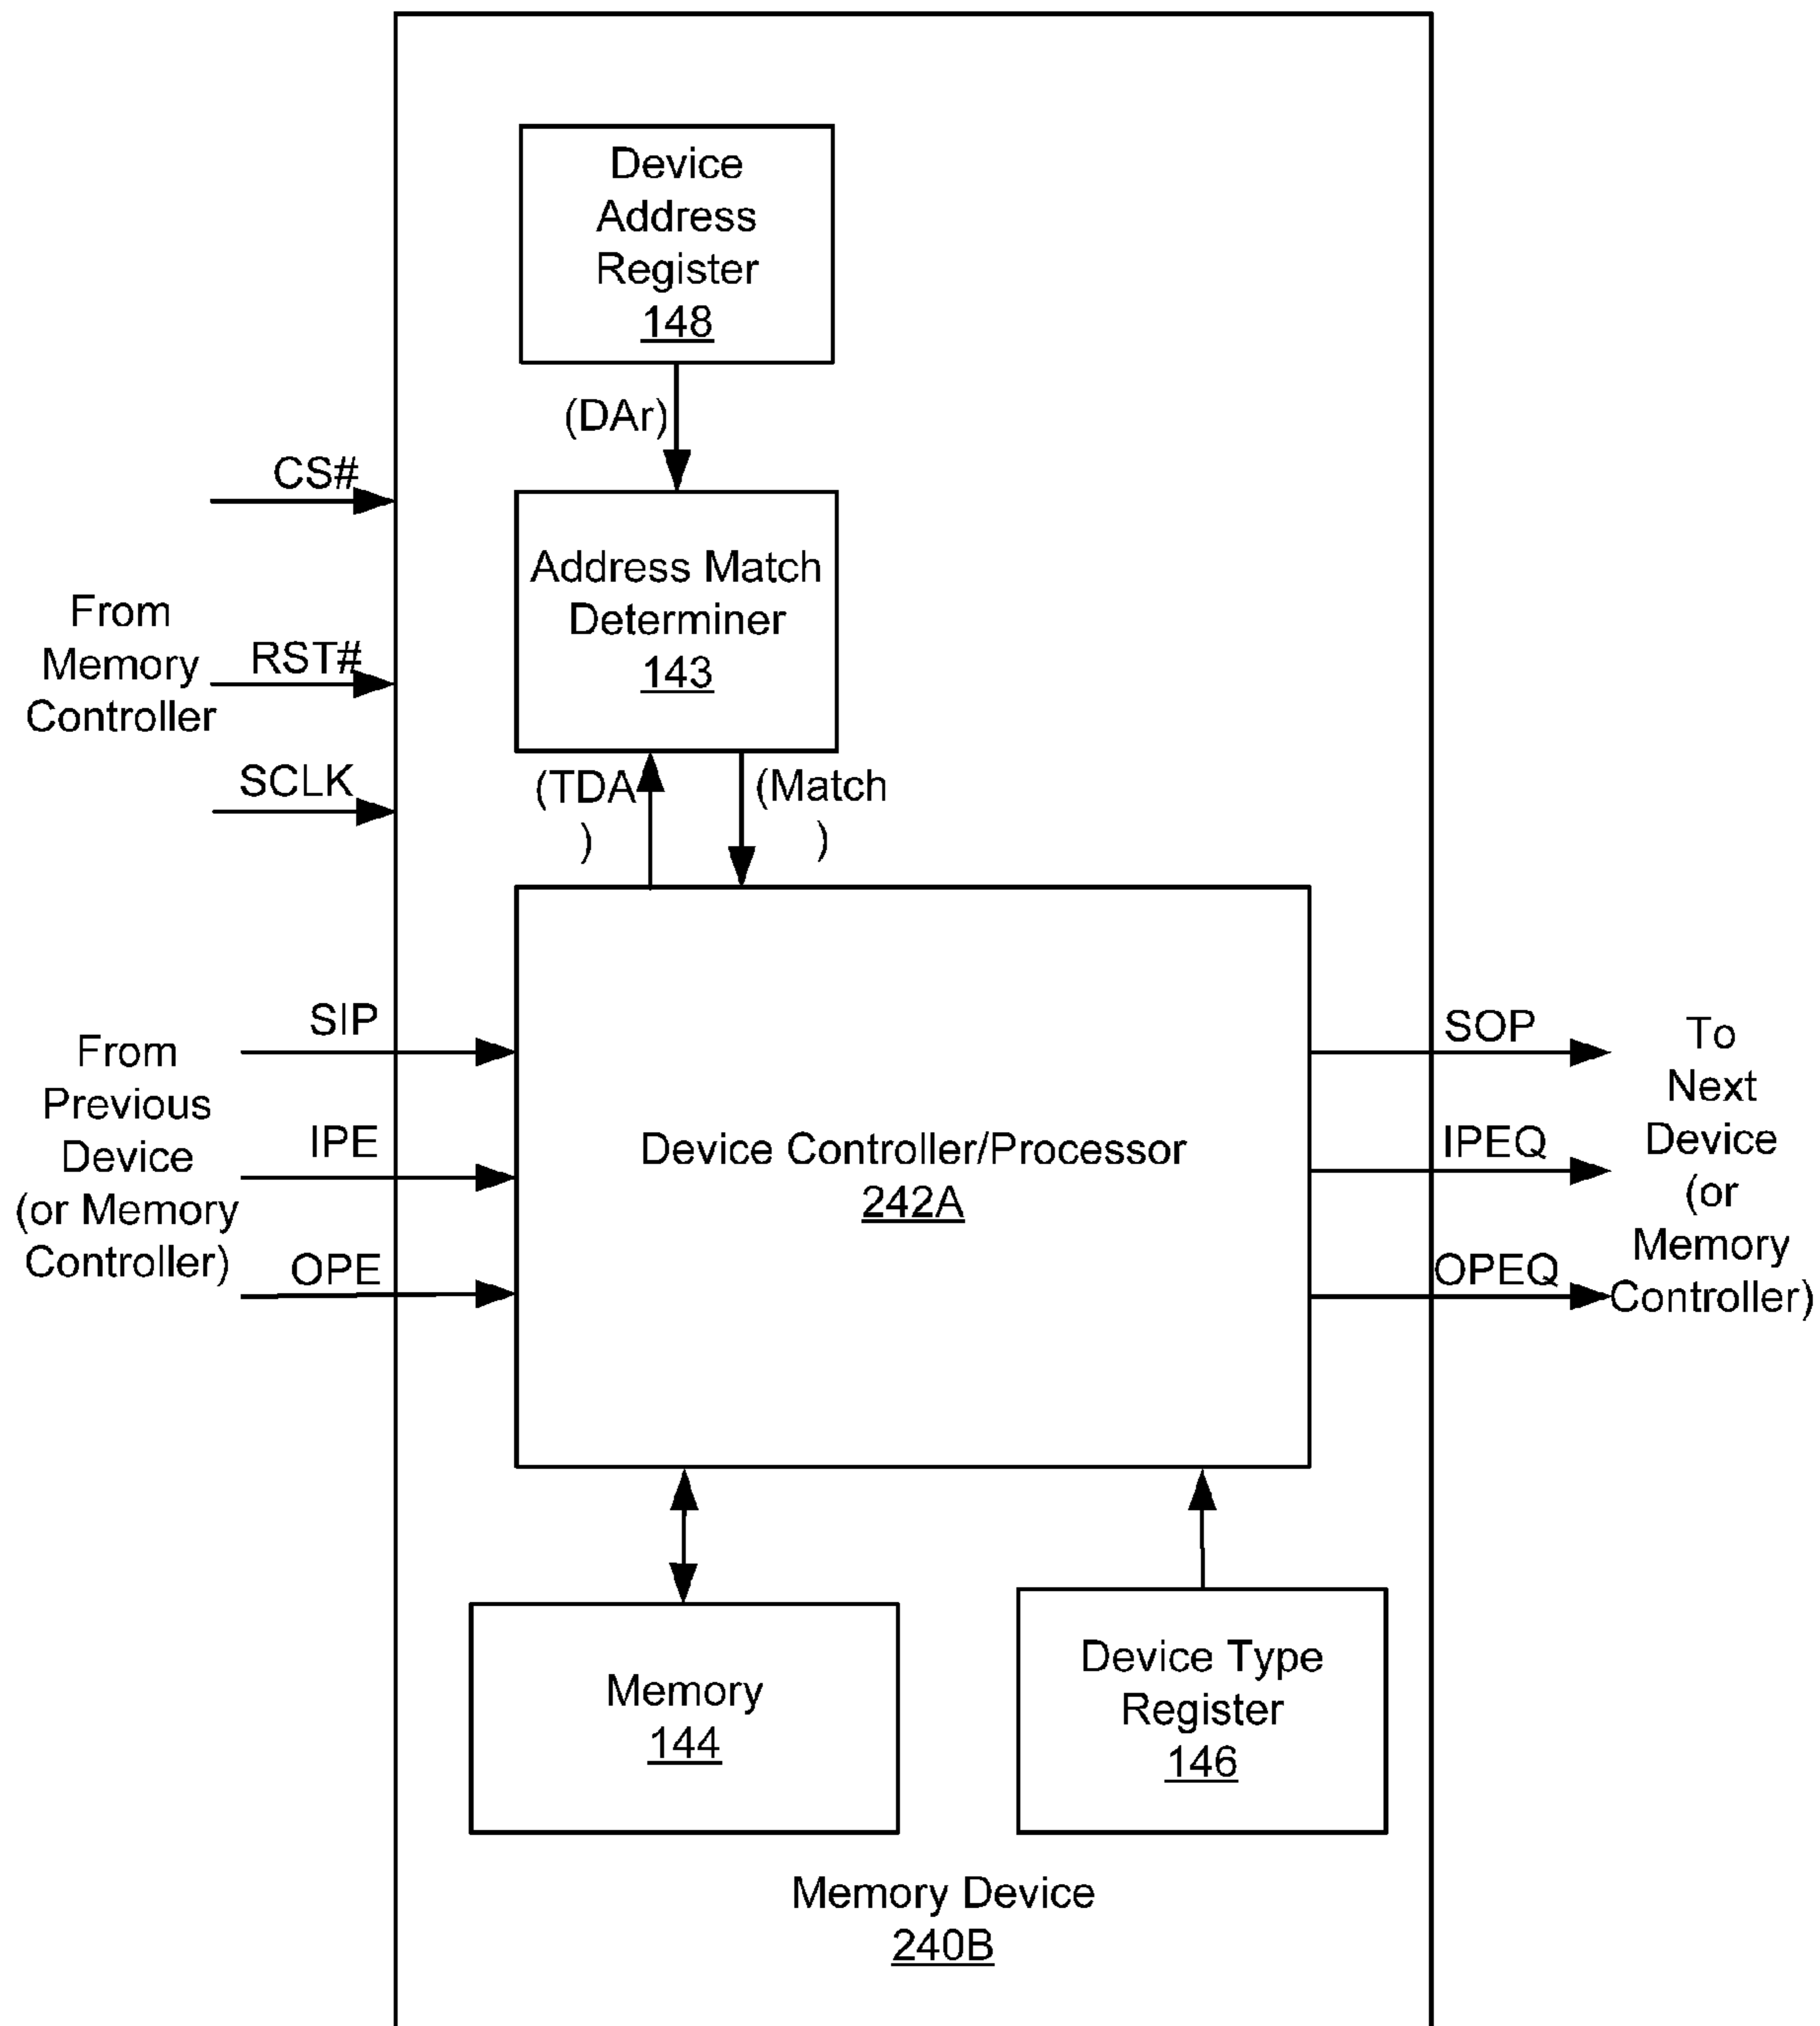 Device
Address
Register
148
(DAr)
CS#
Address Match
Determiner
143
From
Memory
Controller
RST#
SCLK
(TDA
)
(Match
)
SIP
From
Previous
Device
(or Memory
Controller)
IPE
OPE
Device Controller/Processor
242A
SOP
IPEQ
OPEQ
To
Next
Device
(or
Memory
Controller)
Memory
144
Device Type
Register
146
Memory Device
240B